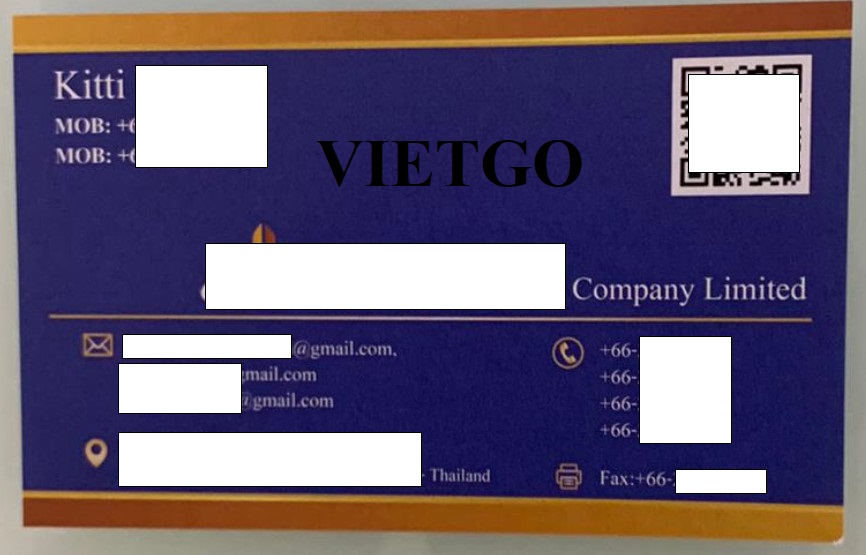 Kitti
MOB: +6
MOB: +6
VIETGO
Company Limited
@gmail.com,
gmail.com
@gmail.com
- Thailand
+66-
+66-
+66-
+66-
Fax:+66-